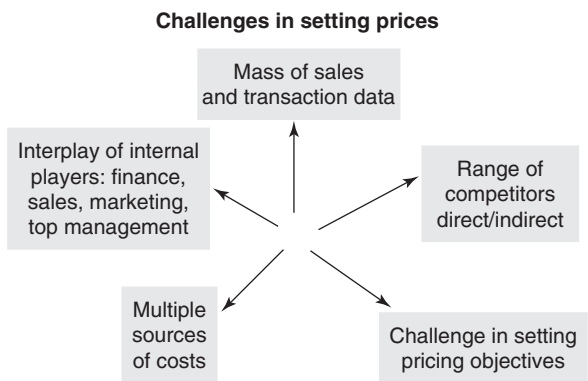 Challenges in setting prices
Mass of sales
and transaction data
Interplay of internal
players: finance,
sales, marketing,
top management
Range of
competitors
direct/indirect
Multiple
sources
of costs
Challenge in setting
pricing objectives